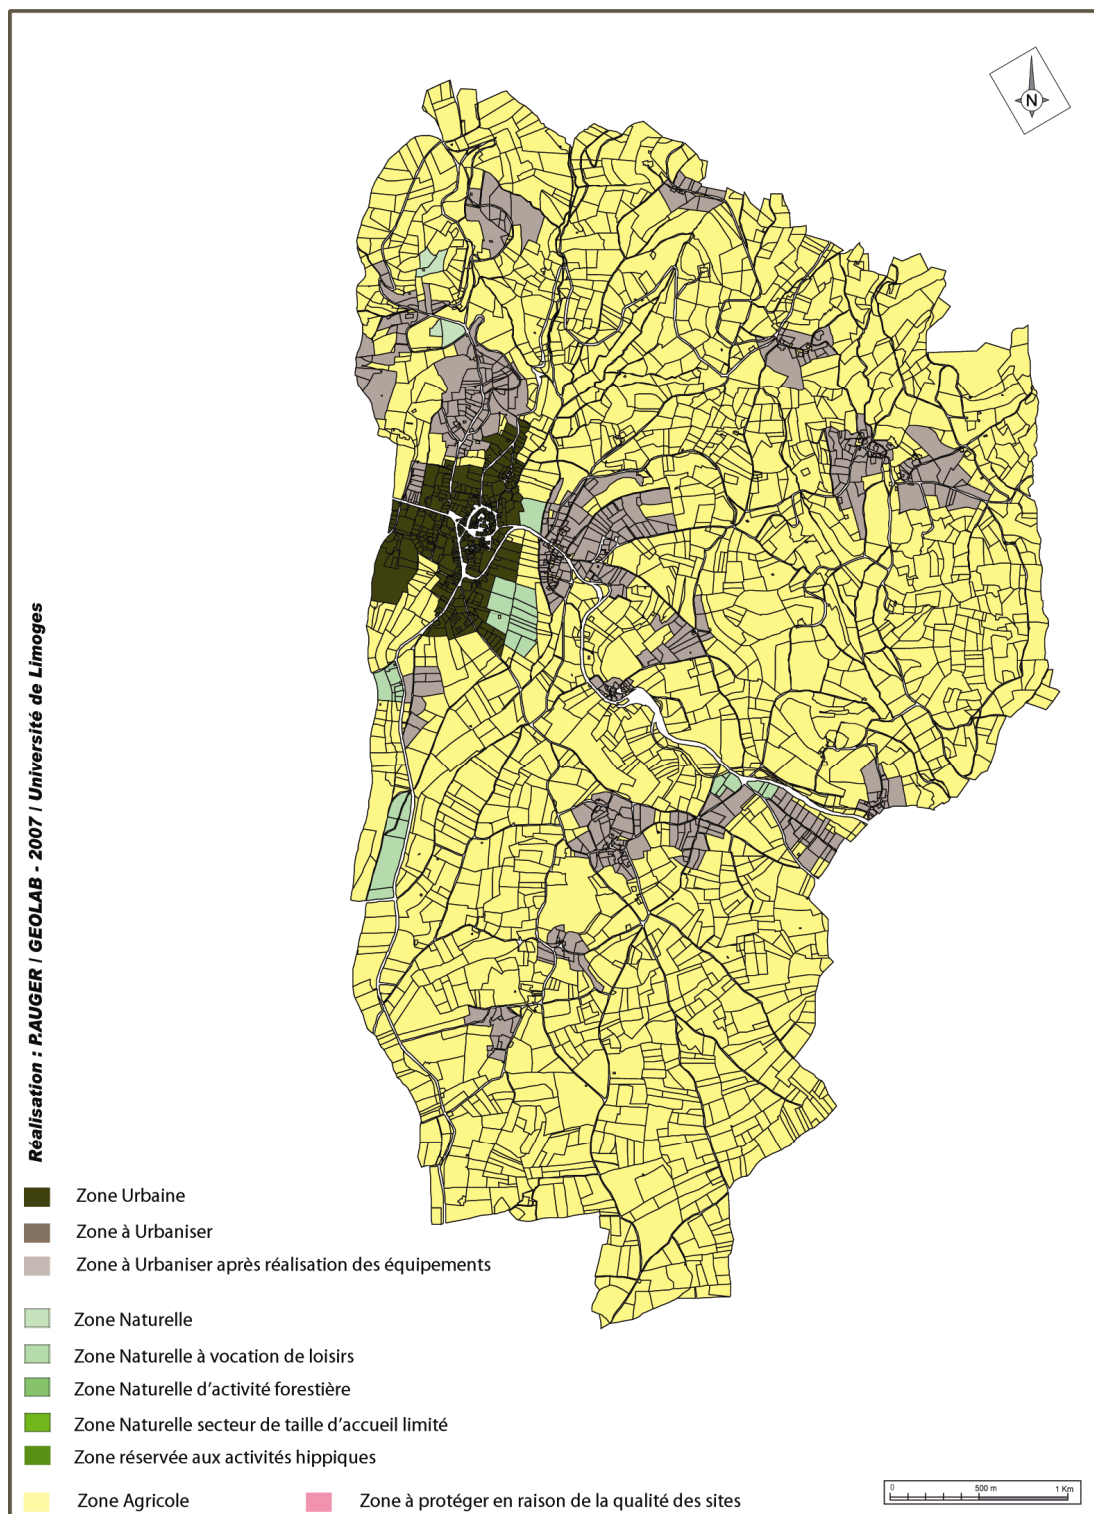 N
Réalisation : P.AUGER / GEOLAB - 2007 / Université de Limoges
Zone Urbaine
Zone à Urbaniser
Zone à Urbaniser après réalisation des équipements
Zone Naturelle
Zone Naturelle à vocation de loisirs
Zone Naturelle d'activité forestière
Zone Naturelle secteur de taille d'accueil limité
Zone réservée aux activités hippiques
Zone Agricole
Zone à protéger en raison de la qualité des sites
0 500 m 1 Km